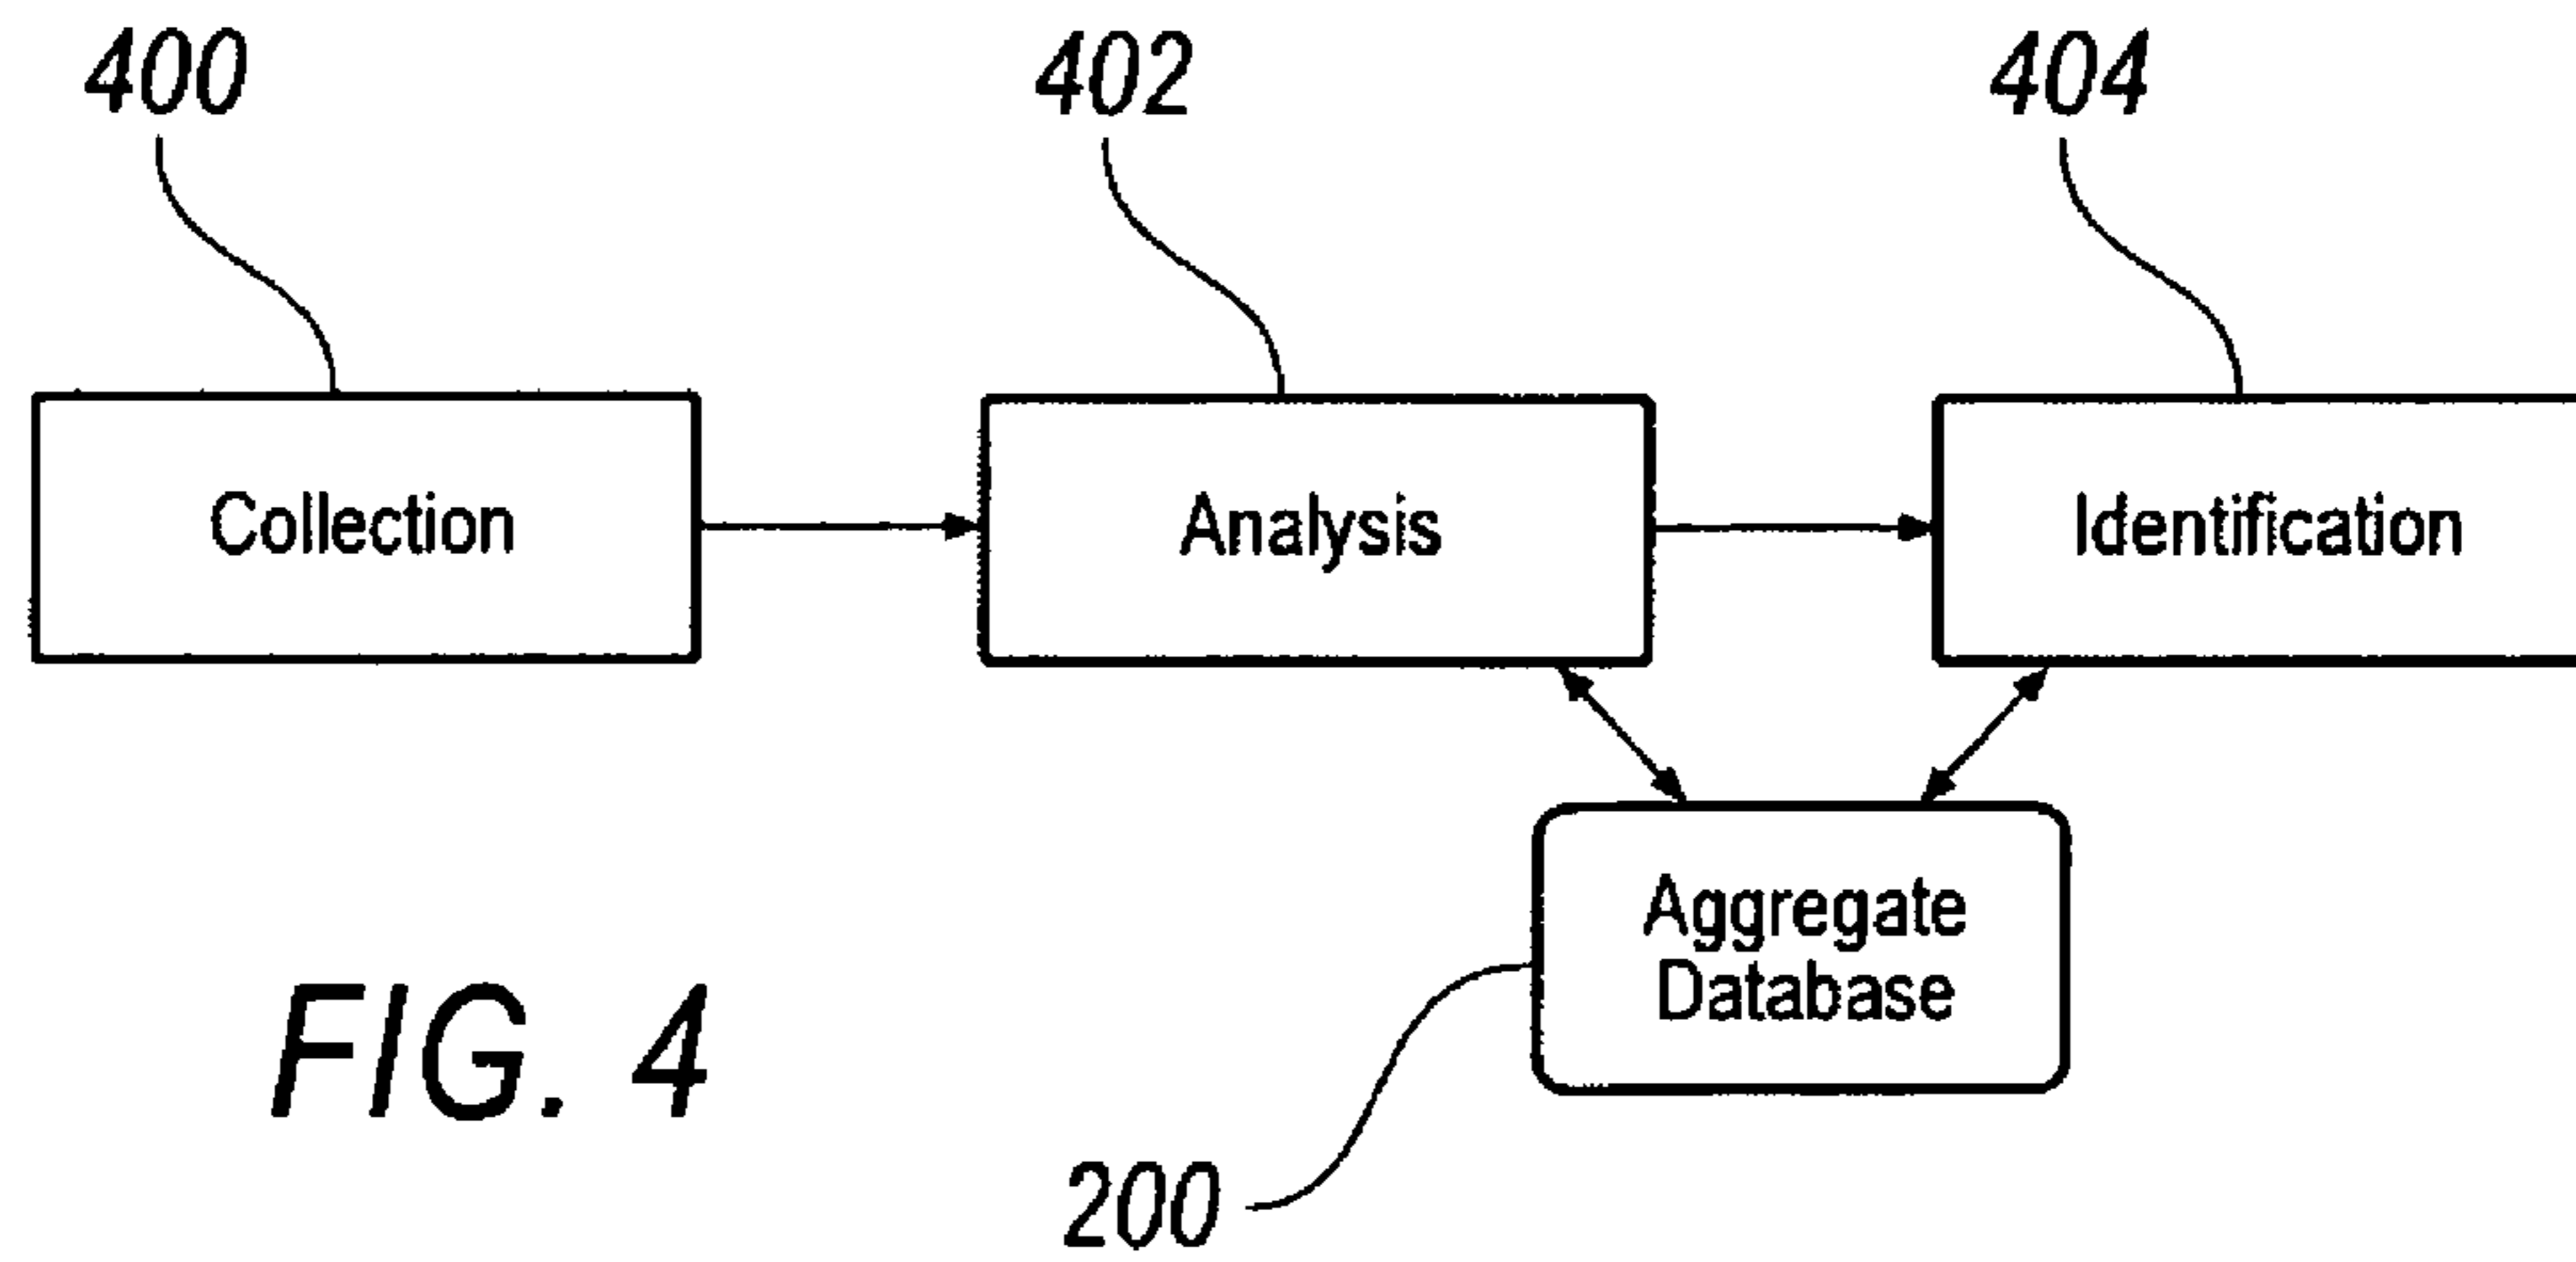 400
402
404
Collection
Analysis
Identification
Aggregate
Database
FIG. 4
200